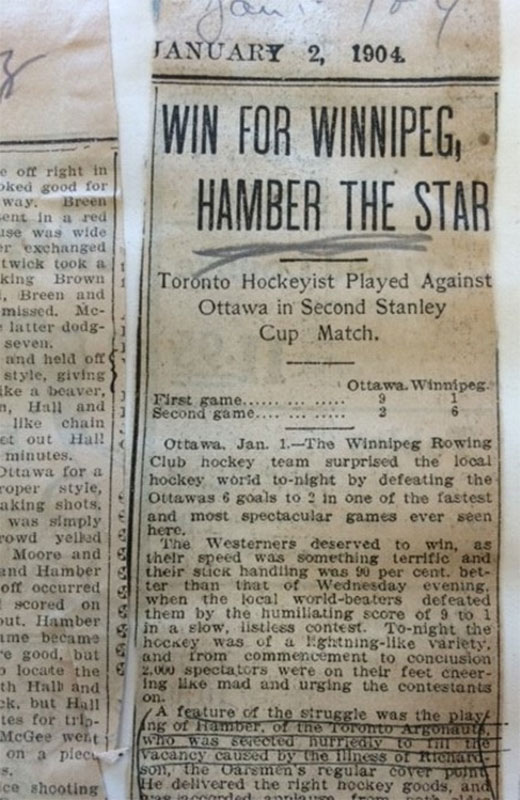 JANUARY 2, 1904.
e off right in
oked good for
way. Breen
ent in a red
use was wide
er exchanged
twick took a
king Brown
, Breen and
missed. Mc-
e latter dodg-
seven.
and held off
style, giving
ike a beaver,
n, Hall and
like chain
et out Hall
minutes.
Ottawa for a
roper style,
aking shots.
was simply
rowd yelled
Moore and
and Hamber
off occurred
scored on
out. Hamber
ame became
re good, but
o locate the
th Hall and
ck, but Hall
tes for trip-
McGee went
on a piece
s.
ce shooting
WIN FOR WINNIPEG,
HAMBER THE STAR
Toronto Hockeyist Played Against
Ottawa in Second Stanley
Cup Match.
Ottawa. Winnipeg.
First game...... ... ..... 9 1
Second game.... ... ..... 2 6
Ottawa, Jan. 1.—The Winnipeg Rowing
Club hockey team surprised the local
hockey world to-night by defeating the
Ottawas 6 goals to 2 in one of the fastest
and most spectacular games ever seen
here.
The Westerners deserved to win, as
their speed was something terrific and
their stick handling was 90 per cent. bet-
ter than that of Wednesday evening,
when the local world-beaters defeated
them by the humiliating score of 9 to 1
in a slow, listless contest. To-night the
hockey was of a lightning-like variety,
and from commencement to conclusion
2,000 spectators were on their feet cheer-
ing like mad and urging the contestants
on.
A feature of the struggle was the play-
ing of Hamber, of the Toronto Argonauts,
who was selected hurriedly to fill the
vacancy caused by the illness of Richard-
son, the Oarsmen's regular cover point.
He delivered the right hockey goods, and
was accorded applause from